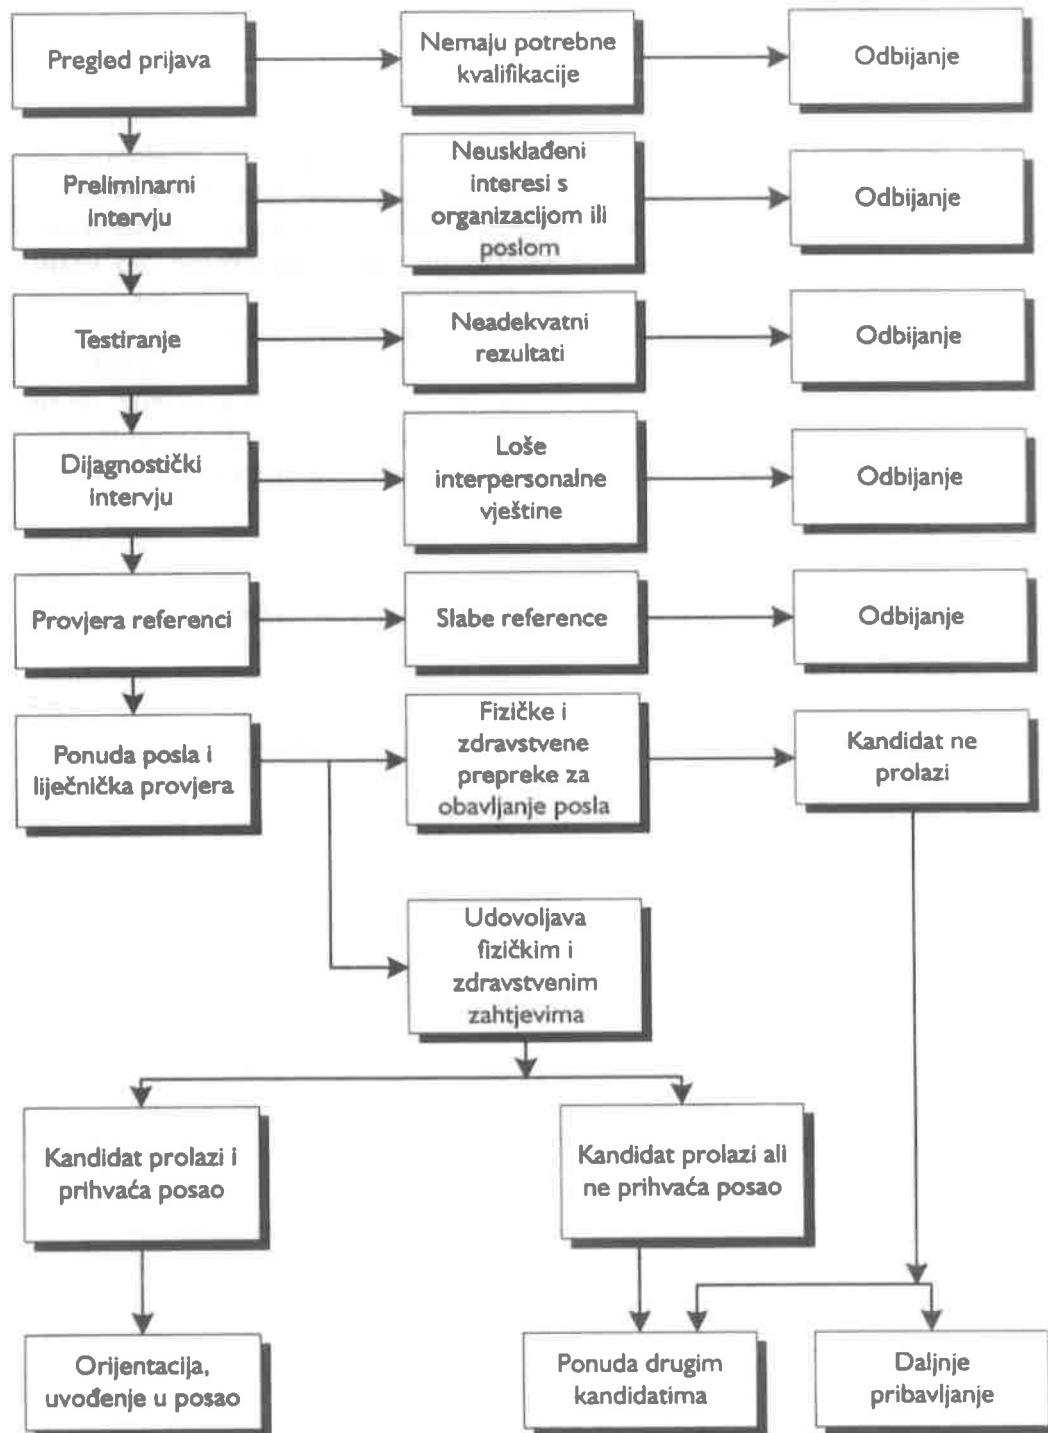 Pregled prijava
Nemaju potrebne
kvalifikacije
Odbijanje
Preliminarni
intervju
Neusklađeni
interesi s
organizacijom ili
poslom
Odbijanje
Testiranje
Neadekvatni
rezultati
Odbijanje
Dijagnostički
intervju
Loše
interpersonalne
vještine
Odbijanje
Provjera referenci
Slabe reference
Odbijanje
Ponuda posla i
liječnička provjera
Fizičke i
zdravstvene
prepreke za
obavljanje posla
Kandidat ne
prolazi
Udovoljava
fizičkim i
zdravstvenim
zahtjevima
Kandidat prolazi i
prihvaća posao
Kandidat prolazi ali
ne prihvaća posao
Orijentacija,
uvođenje u posao
Ponuda drugim
kandidatima
Daljnje
pribavljanje